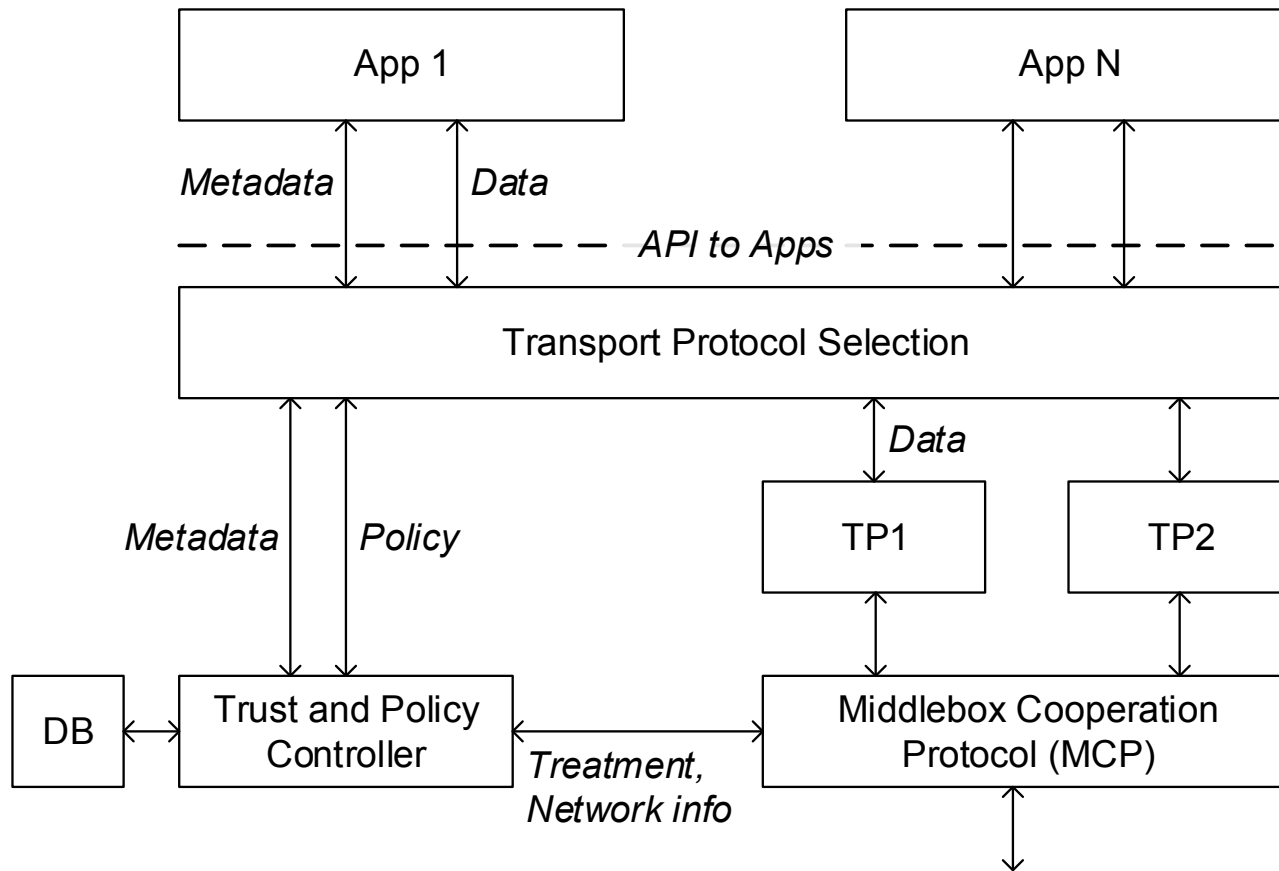 App 1
App N
Metadata
Data
API to Apps
Transport Protocol Selection
Data
Metadata
Policy
TP1
TP2
DB
Trust and Policy
Controller
Middlebox Cooperation
Protocol (MCP)
Treatment,
Network info